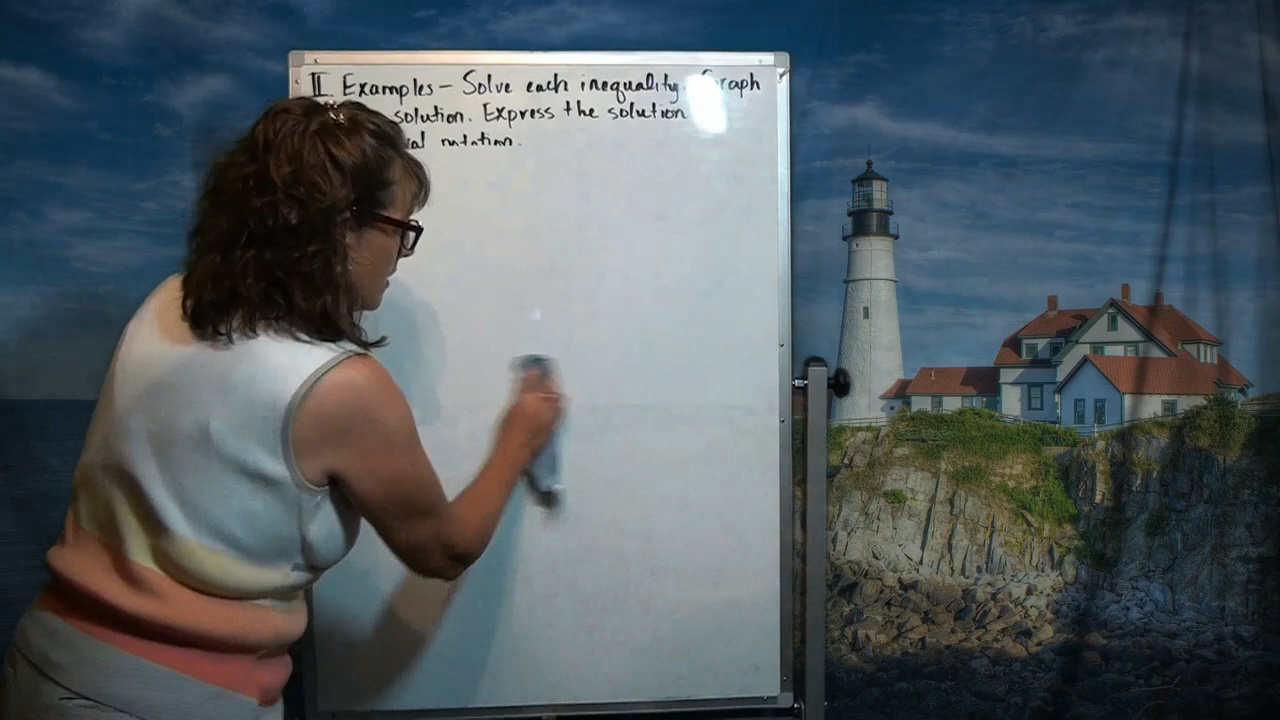 II. Examples - Solve each inequality. Graph
solution. Express the solution
notation.